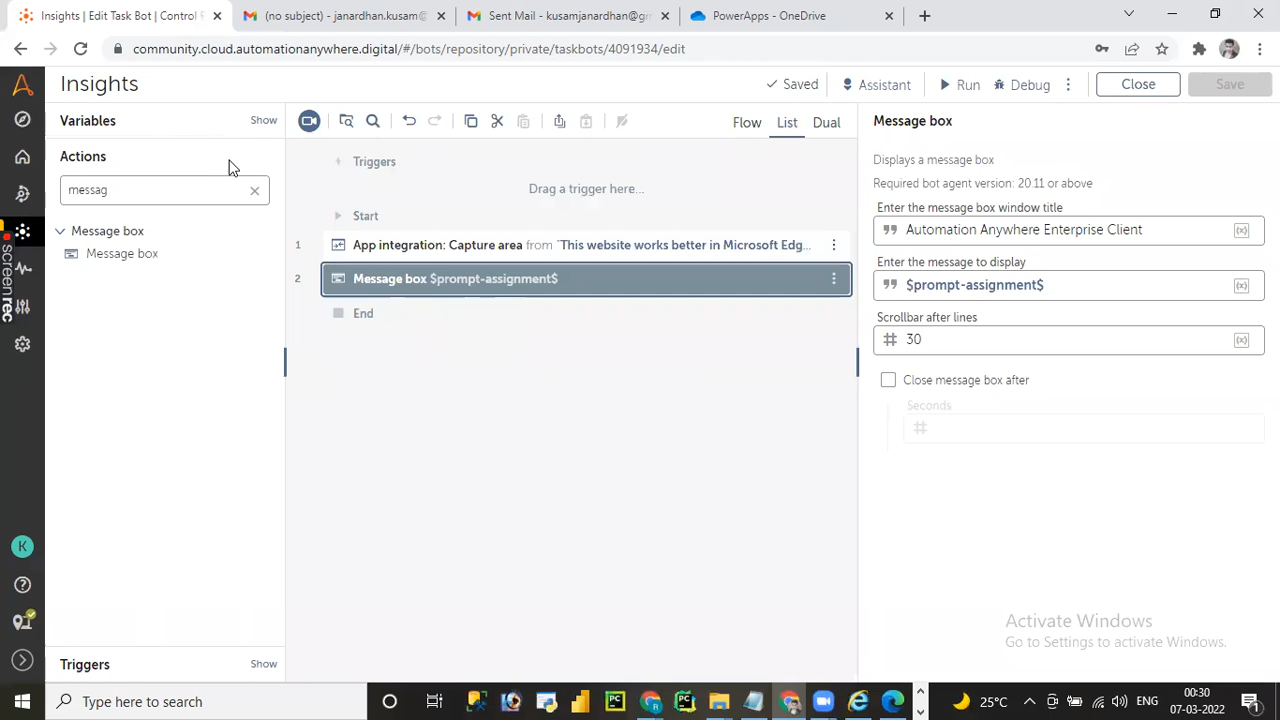 Insights | Edit Task Bot | Control R
(no subject) - janardhan.kusam@
Sent Mail - kusamjanardhan@gm
PowerApps - OneDrive
community.cloud.automationanywhere.digital/#/bots/repository/private/taskbots/4091934/edit
Insights
Saved
Assistant
Run
Debug
Close
Save
Variables
Show
Flow
List
Dual
Message box
Actions
messag
Message box
Message box
Triggers
Drag a trigger here...
Start
1
App integration: Capture area from "This website works better in Microsoft Edg...
2
Message box $prompt-assignment$
End
Displays a message box
Required bot agent version: 20.11 or above
Enter the message box window title
Automation Anywhere Enterprise Client
Enter the message to display
$prompt-assignment$
Scrollbar after lines
30
Close message box after
Seconds
screenrec
K
Activate Windows
Go to Settings to activate Windows.
Triggers
Show
Type here to search
25°C
ENG
00:30
07-03-2022
1